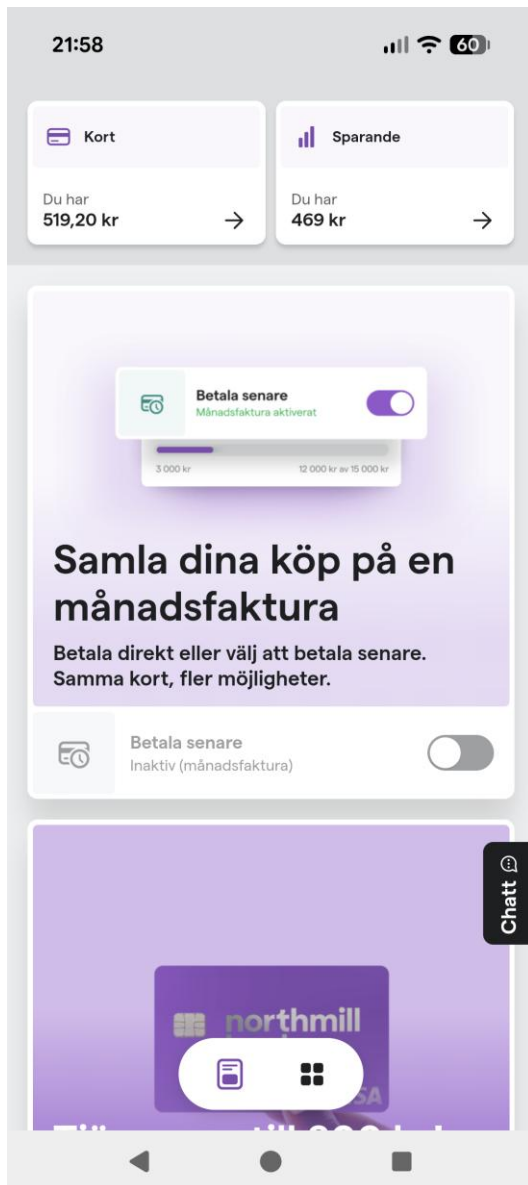 21:58
60
Kort
Sparande
Du har
519,20 kr
Du har
469 kr
Betala senare
Månadsfaktura aktiverat
3 000 kr
12 000 kr av 15 000 kr
Samla dina köp på en
månadsfaktura
Betala direkt eller välj att betala senare.
Samma kort, fler möjligheter.
Betala senare
Inaktiv (månadsfaktura)
Chatt
northmill